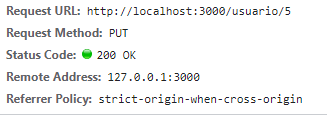 Request URL: http://localhost:3000/usuario/5
Request Method: PUT
Status Code: 200 OK
Remote Address: 127.0.0.1:3000
Referrer Policy: strict-origin-when-cross-origin